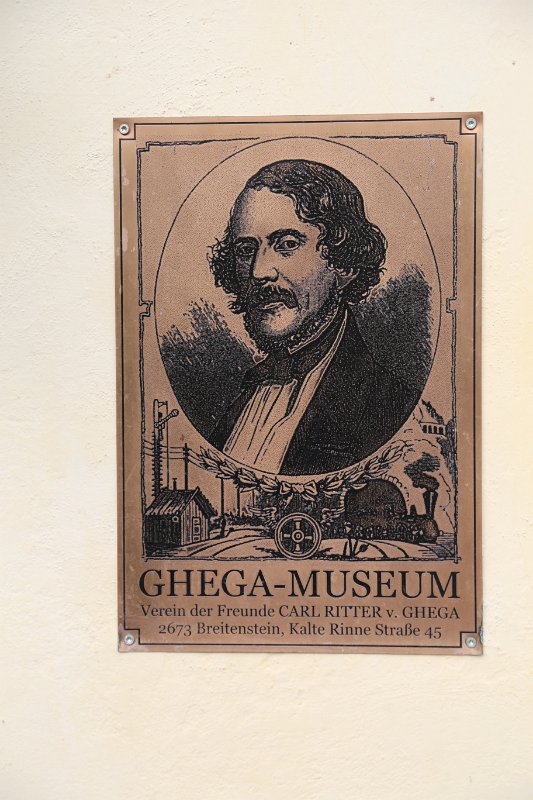 GHEGA-MUSEUM
Verein der Freunde CARL RITTER v. GHEGA
2673 Breitenstein, Kalte Rinne Straße 45